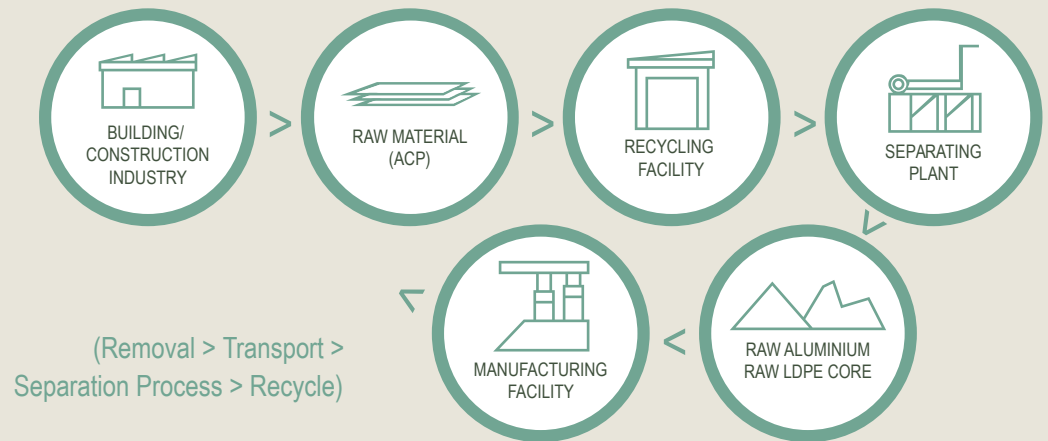 BUILDING/
CONSTRUCTION
INDUSTRY
>
RAW MATERIAL
(ACP)
>
RECYCLING
FACILITY
>
SEPARATING
PLANT
>
RAW ALUMINIUM
RAW LDPE CORE
<
MANUFACTURING
FACILITY
<
(Removal > Transport >
Separation Process > Recycle)